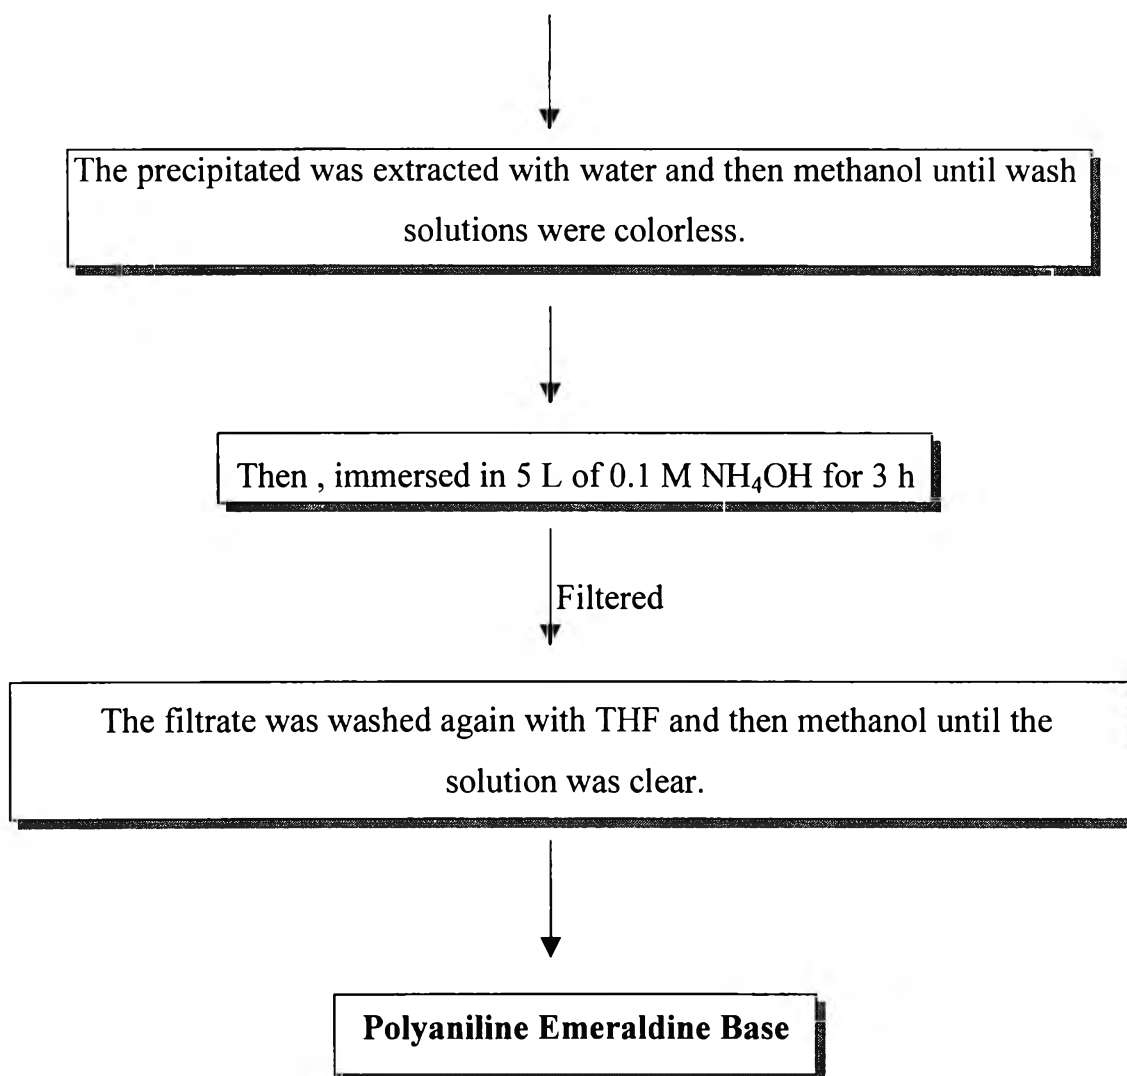 The precipitated was extracted with water and then methanol until wash
solutions were colorless.
Then , immersed in 5 L of 0.1 M NH₄OH for 3 h
Filtered
The filtrate was washed again with THF and then methanol until the
solution was clear.
Polyaniline Emeraldine Base